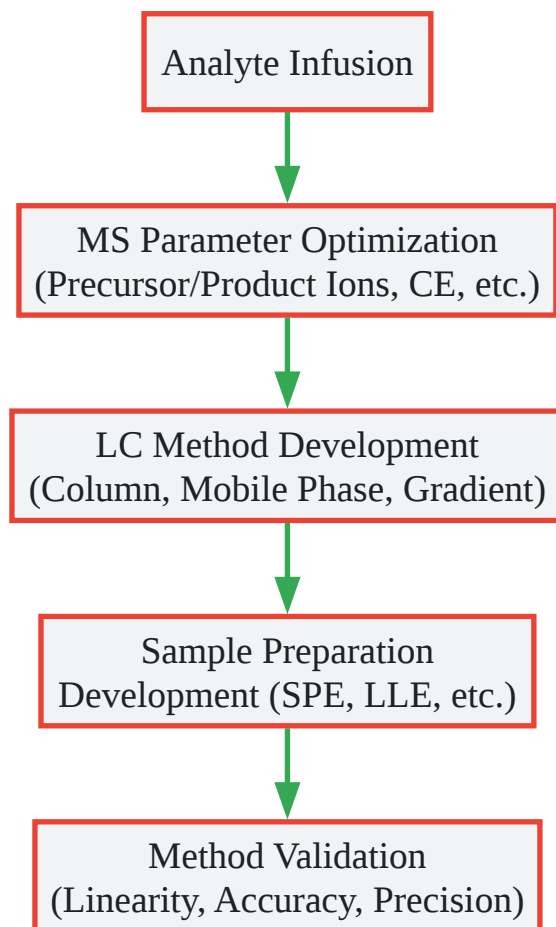 Analyte Infusion
MS Parameter Optimization
(Precursor/Product Ions, CE, etc.)
LC Method Development
(Column, Mobile Phase, Gradient)
Sample Preparation
Development (SPE, LLE, etc.)
Method Validation
(Linearity, Accuracy, Precision)